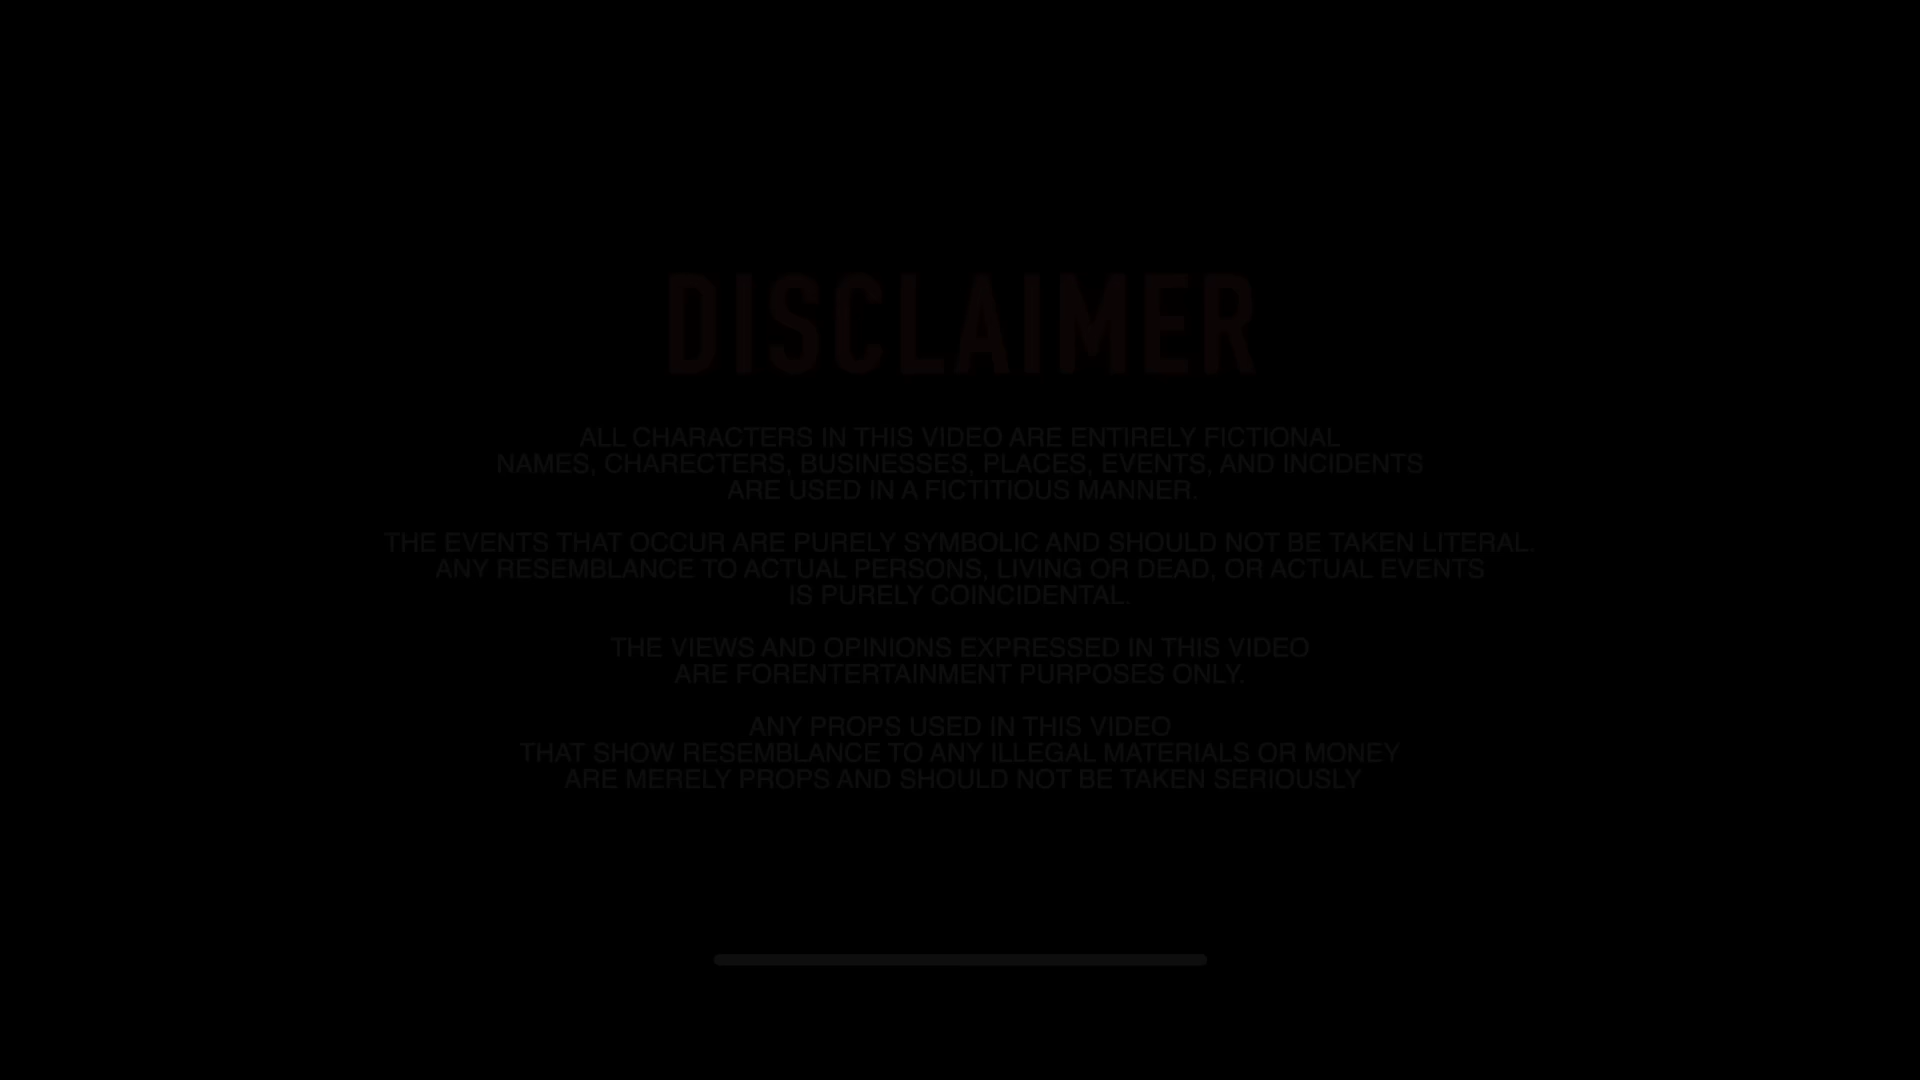 DISCLAIMER
ALL CHARACTERS IN THIS VIDEO ARE ENTIRELY FICTIONAL
NAMES, CHARECTERS, BUSINESSES, PLACES, EVENTS, AND INCIDENTS
ARE USED IN A FICTITIOUS MANNER.
THE EVENTS THAT OCCUR ARE PURELY SYMBOLIC AND SHOULD NOT BE TAKEN LITERAL.
ANY RESEMBLANCE TO ACTUAL PERSONS, LIVING OR DEAD, OR ACTUAL EVENTS
IS PURELY COINCIDENTAL.
THE VIEWS AND OPINIONS EXPRESSED IN THIS VIDEO
ARE FORENTERTAINMENT PURPOSES ONLY.
ANY PROPS USED IN THIS VIDEO
THAT SHOW RESEMBLANCE TO ANY ILLEGAL MATERIALS OR MONEY
ARE MERELY PROPS AND SHOULD NOT BE TAKEN SERIOUSLY